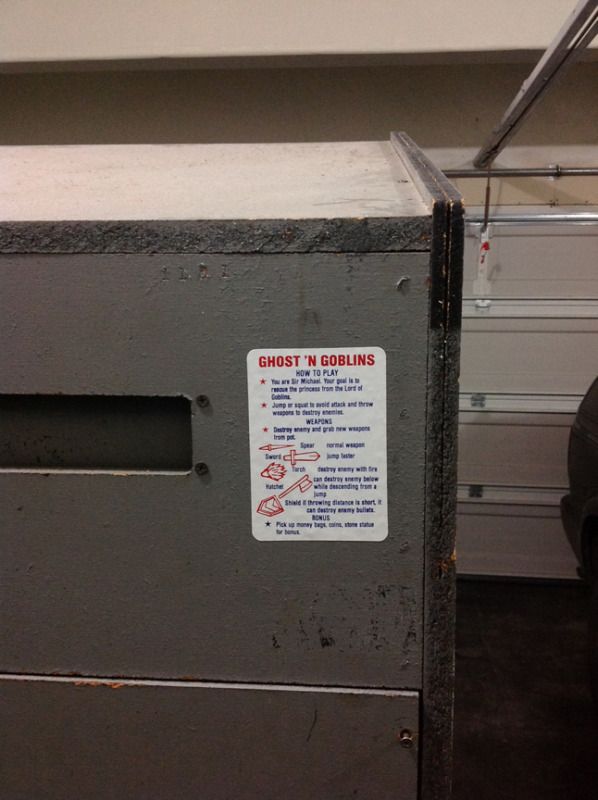 GHOST 'N GOBLINS
HOW TO PLAY
★ You are Sir Michael. Your goal is to
rescue the princess from the Lord of
Goblins.
★ Jump or squat to avoid attack and throw
weapons to destroy enemies.
WEAPONS
★ Destroy enemy and grab new weapons
from pot.
Spear normal weapon
Sword jump faster
Torch destroy enemy with fire
Hatchet can destroy enemy below
while descending from a
jump
Shield if throwing distance is short, it
can destroy enemy bullets.
BONUS
★ Pick up money bags, coins, stone statue
for bonus.